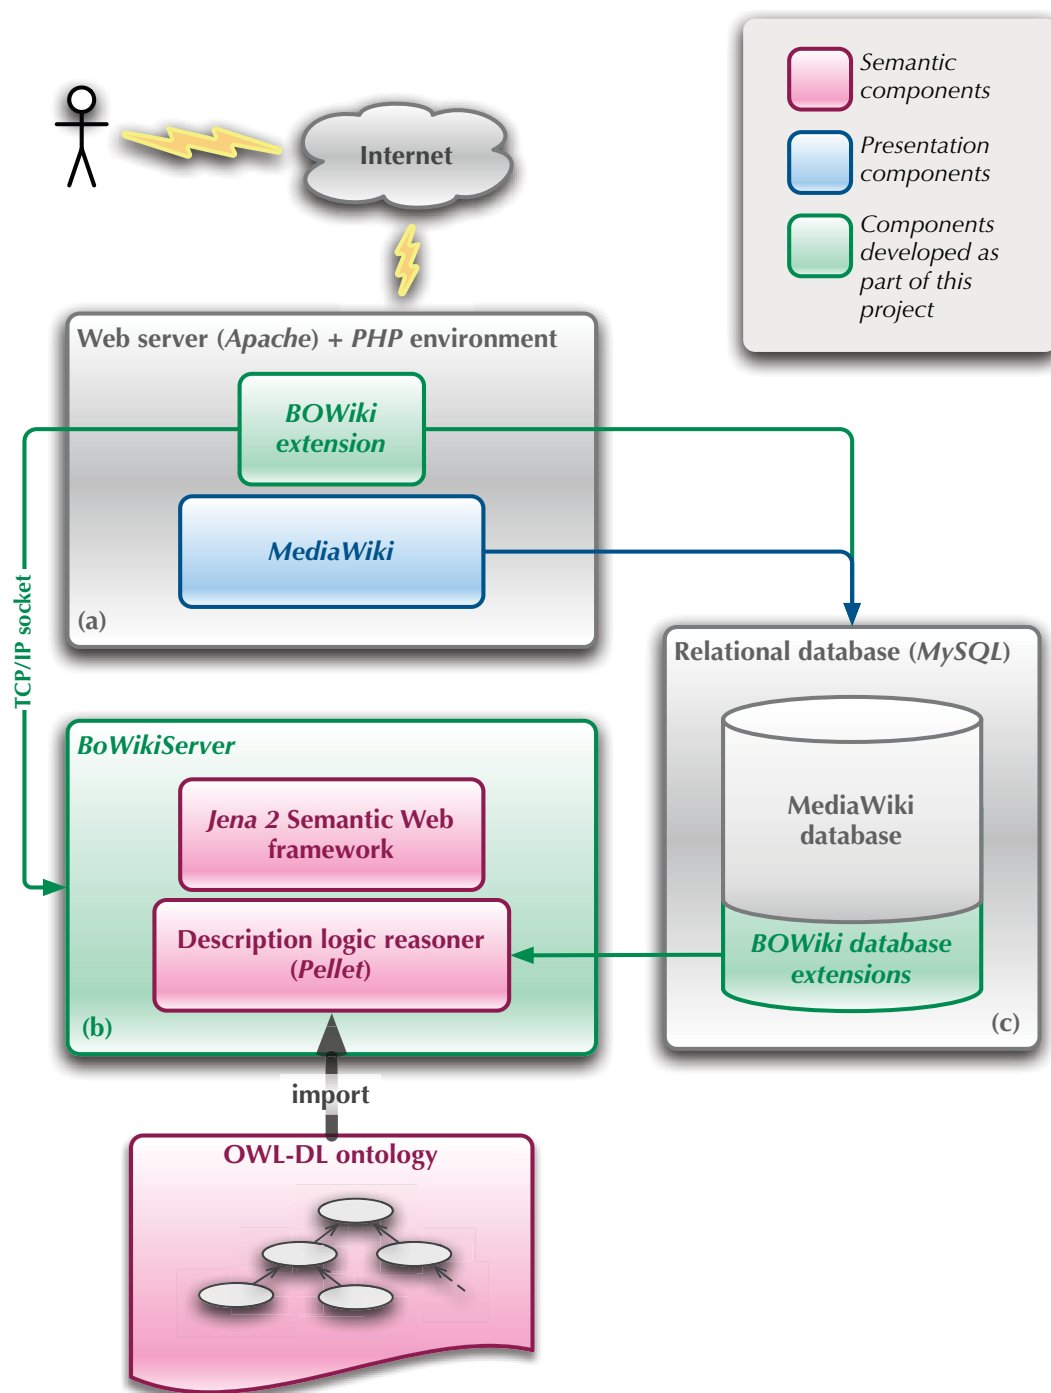 Semantic
components
Presentation
components
Components
developed as
part of this
project
Internet
Web server (Apache) + PHP environment
BOWiki
extension
MediaWiki
(a)
TCP/IP socket
Relational database (MySQL)
MediaWiki
database
BOWiki database
extensions
(c)
BoWikiServer
Jena 2 Semantic Web
framework
Description logic reasoner
(Pellet)
(b)
import
OWL-DL ontology